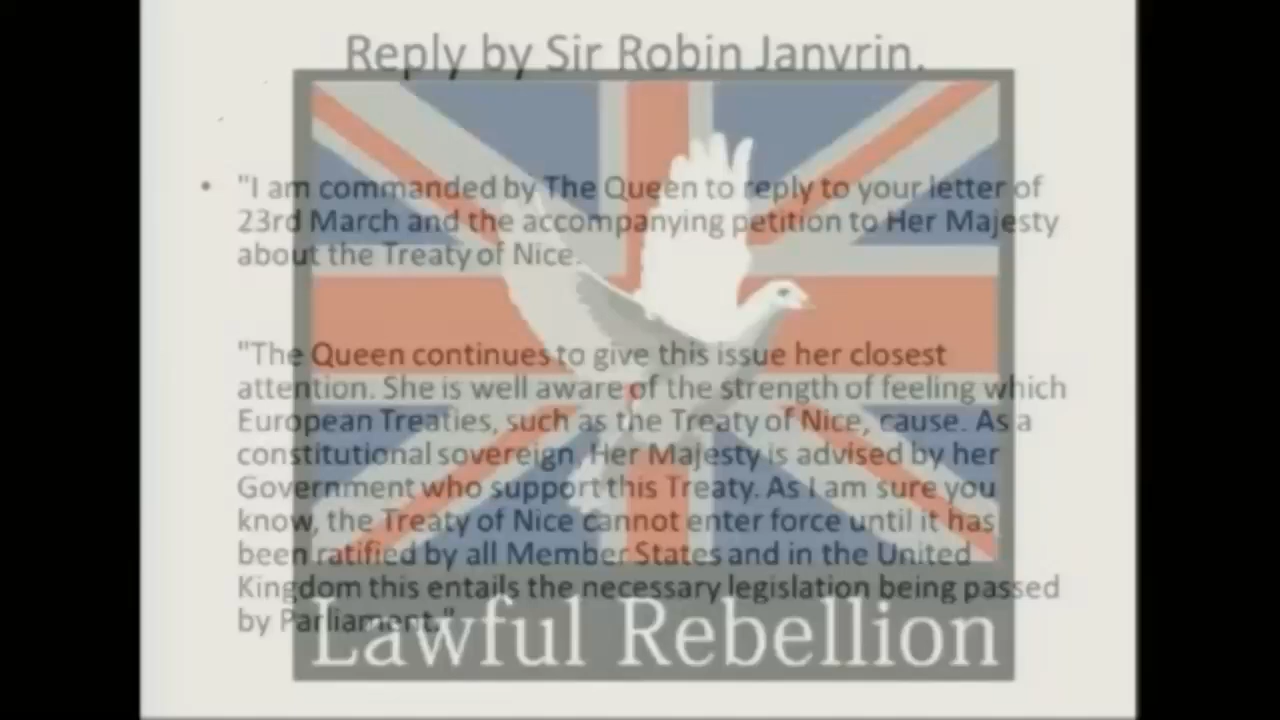 Reply by Sir Robin Janvrin.
• "I am commanded by The Queen to reply to your letter of
23rd March and the accompanying petition to Her Majesty
about the Treaty of Nice.
"The Queen continues to give this issue her closest
attention. She is well aware of the strength of feeling which
European Treaties, such as the Treaty of Nice, cause. As a
constitutional sovereign, Her Majesty is advised by her
Government who support this Treaty. As I am sure you
know, the Treaty of Nice cannot enter force until it has
been ratified by all Member States and in the United
Kingdom this entails the necessary legislation being passed
by Parliament."
Lawful Rebellion